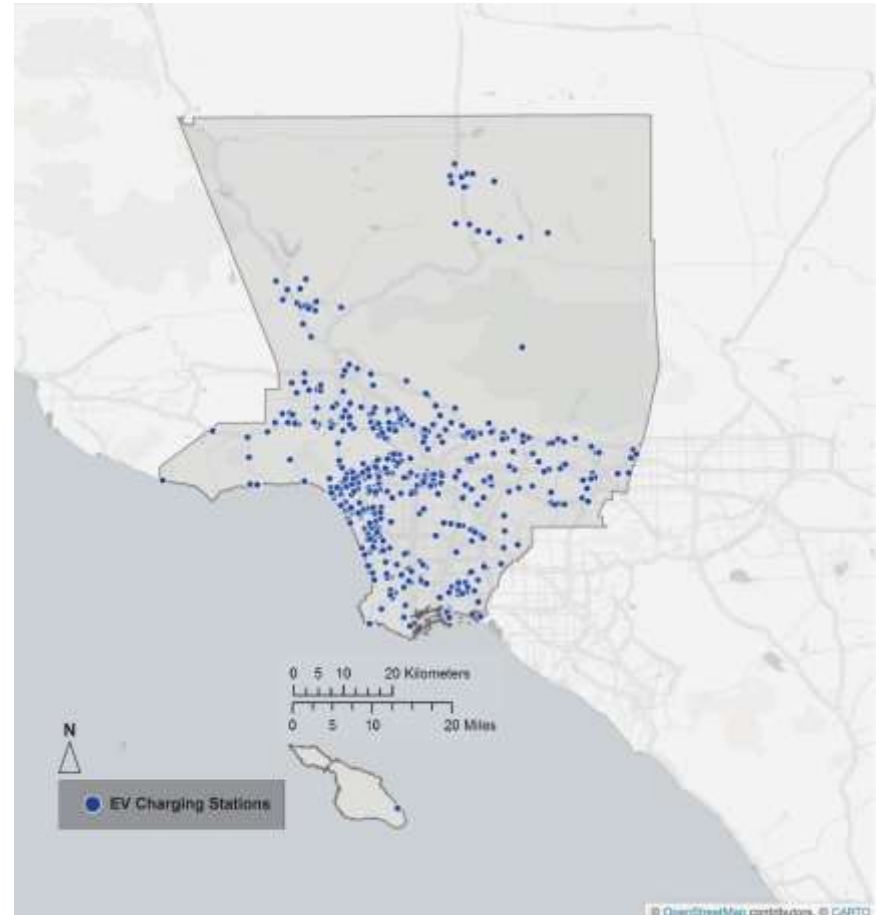 0 5 10 20 Kilometers
0 5 10 20 Miles
N
EV Charging Stations
© OpenStreetMap contributors, © CARTO